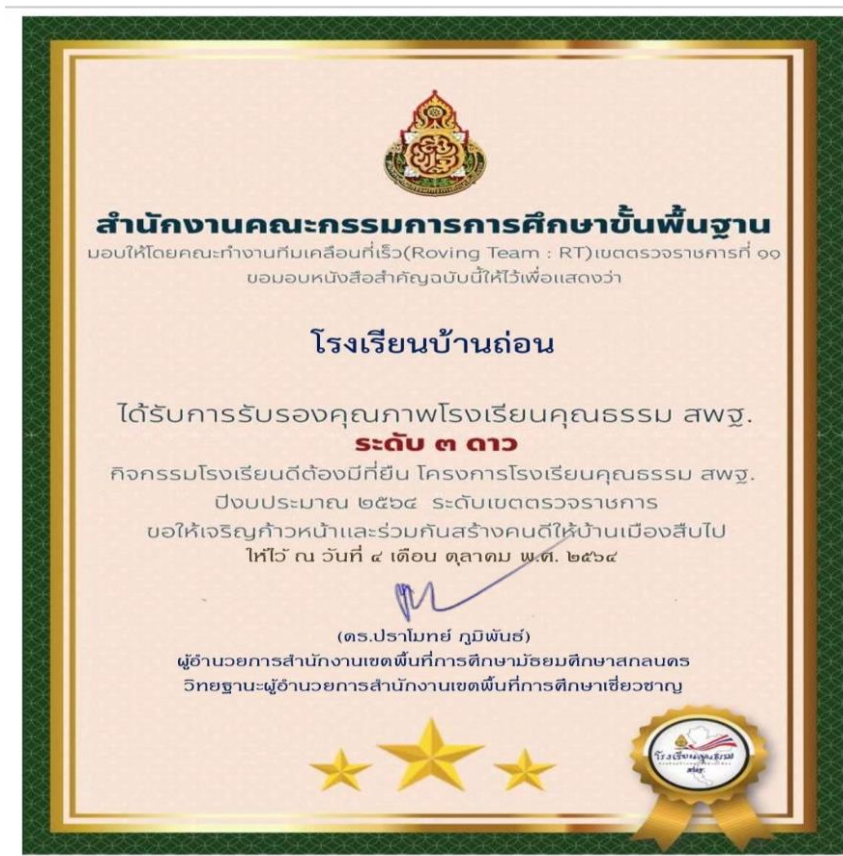 สำนักงานคณะกรรมการการศึกษาขั้นพื้นฐาน
มอบให้โดยคณะทำงานทีมเคลื่อนที่เร็ว(Roving Team : RT)เขตตรวจราชการที่ ๑๑
ขอมอบหนังสือสำคัญฉบับนี้ให้ไว้เพื่อแสดงว่า
โรงเรียนบ้านถ่อน
ได้รับการรับรองคุณภาพโรงเรียนคุณธรรม สพฐ.
ระดับ ๓ ดาว
กิจกรรมโรงเรียนดีต้องมีที่ยืน โครงการโรงเรียนคุณธรรม สพฐ.
ปีงบประมาณ ๒๕๖๔ ระดับเขตตรวจราชการ
ขอให้เจริญก้าวหน้าและร่วมกันสร้างคนดีให้บ้านเมืองสืบไป
ให้ไว้ ณ วันที่ ๔ เดือน ตุลาคม พ.ศ. ๒๕๖๔
(ดร.ปราโมทย์ ภูมิพันธ์)
ผู้อำนวยการสำนักงานเขตพื้นที่การศึกษามัธยมศึกษาสกลนคร
วิทยฐานะผู้อำนวยการสำนักงานเขตพื้นที่การศึกษาเชี่ยวชาญ
โรงเรียนคุณธรรม
สพฐ.